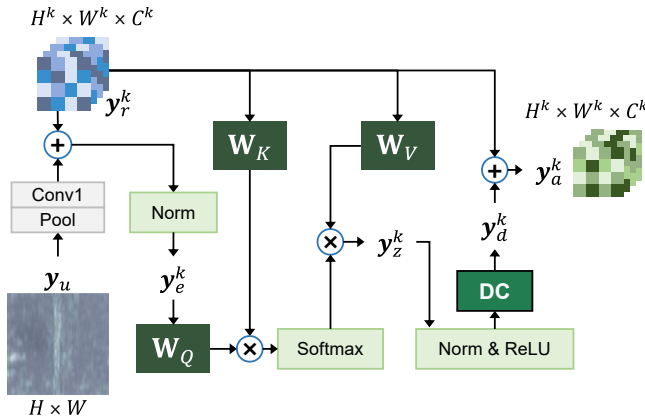 H^k × W^k × C^k
y_r^k
H^k × W^k × C^k
W_K
W_V
+
Conv1
Pool
Norm
+
y_a^k
y_u
y_e^k
×
y_z^k
y_d^k
DC
W_Q
×
Softmax
Norm & ReLU
H × W